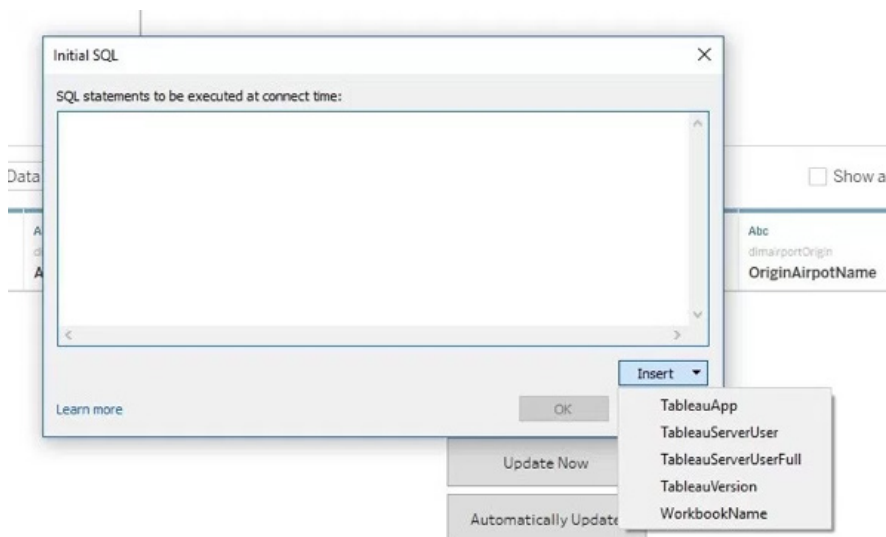 Initial SQL
SQL statements to be executed at connect time:
Data
Show a
A
A
Abc
dimairportOrigin
OriginAirpotName
Insert
Learn more
OK
TableauApp
TableauServerUser
TableauServerUserFull
TableauVersion
WorkbookName
Update Now
Automatically Update